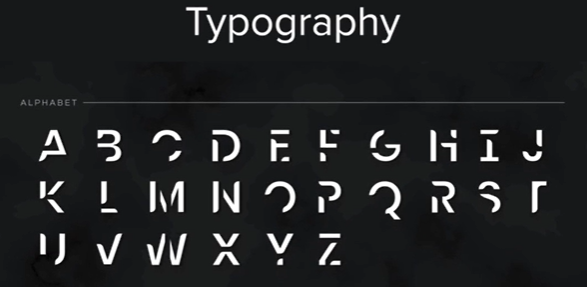 Typography
ALPHABET
A B C D E F G H I J
K L M N O P Q R S T
U V W X Y Z